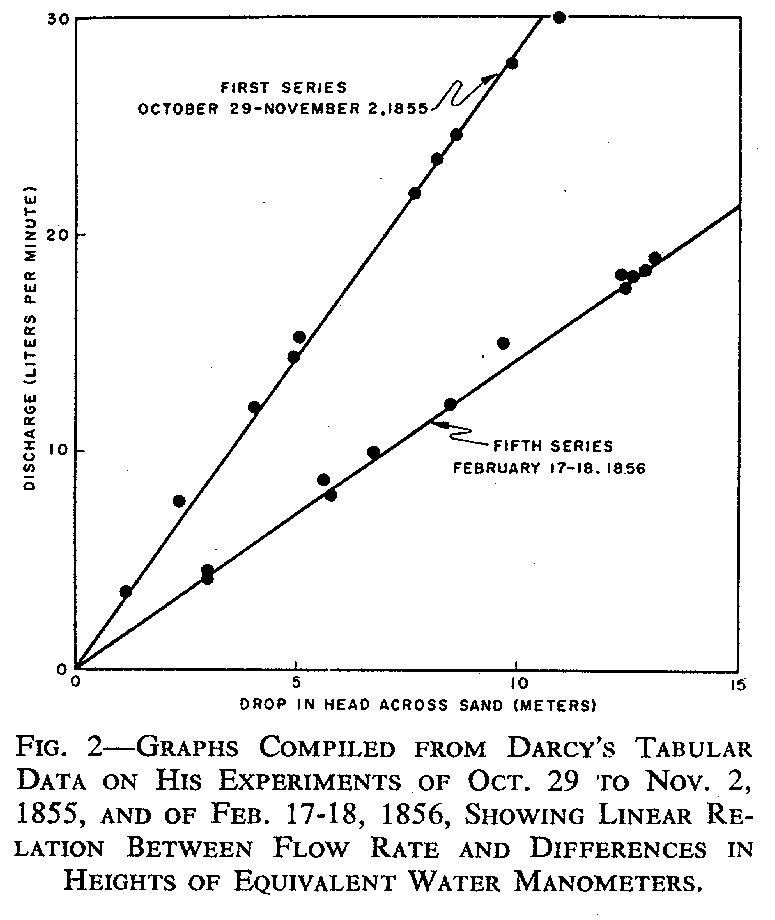 30
FIRST SERIES
OCTOBER 29-NOVEMBER 2,1855
20
DISCHARGE (LITERS PER MINUTE)
10
FIFTH SERIES
FEBRUARY 17-18, 1856
0
0 5 10 15
DROP IN HEAD ACROSS SAND (METERS)
FIG. 2—GRAPHS COMPILED FROM DARCY'S TABULAR
DATA ON HIS EXPERIMENTS OF OCT. 29 TO NOV. 2,
1855, AND OF FEB. 17-18, 1856, SHOWING LINEAR RE-
LATION BETWEEN FLOW RATE AND DIFFERENCES IN
HEIGHTS OF EQUIVALENT WATER MANOMETERS.